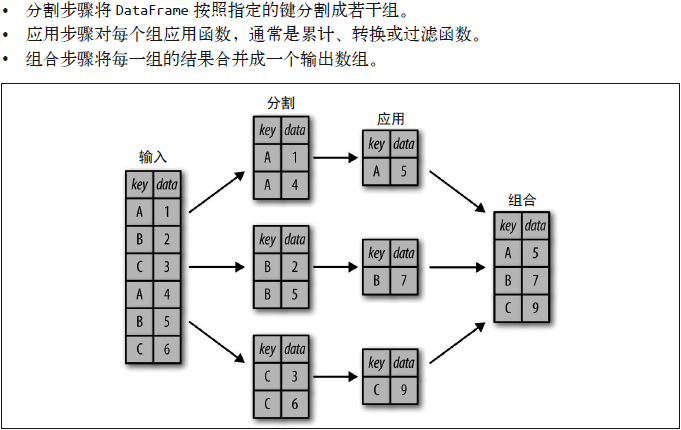 • 分割步骤将 DataFrame 按照指定的键分割成若干组。
• 应用步骤对每个组应用函数，通常是累计、转换或过滤函数。
• 组合步骤将每一组的结果合并成一个输出数组。
输入
key data
A 1
B 2
C 3
A 4
B 5
C 6
分割
key data
A 1
A 4
key data
B 2
B 5
key data
C 3
C 6
应用
key data
A 5
key data
B 7
key data
C 9
组合
key data
A 5
B 7
C 9